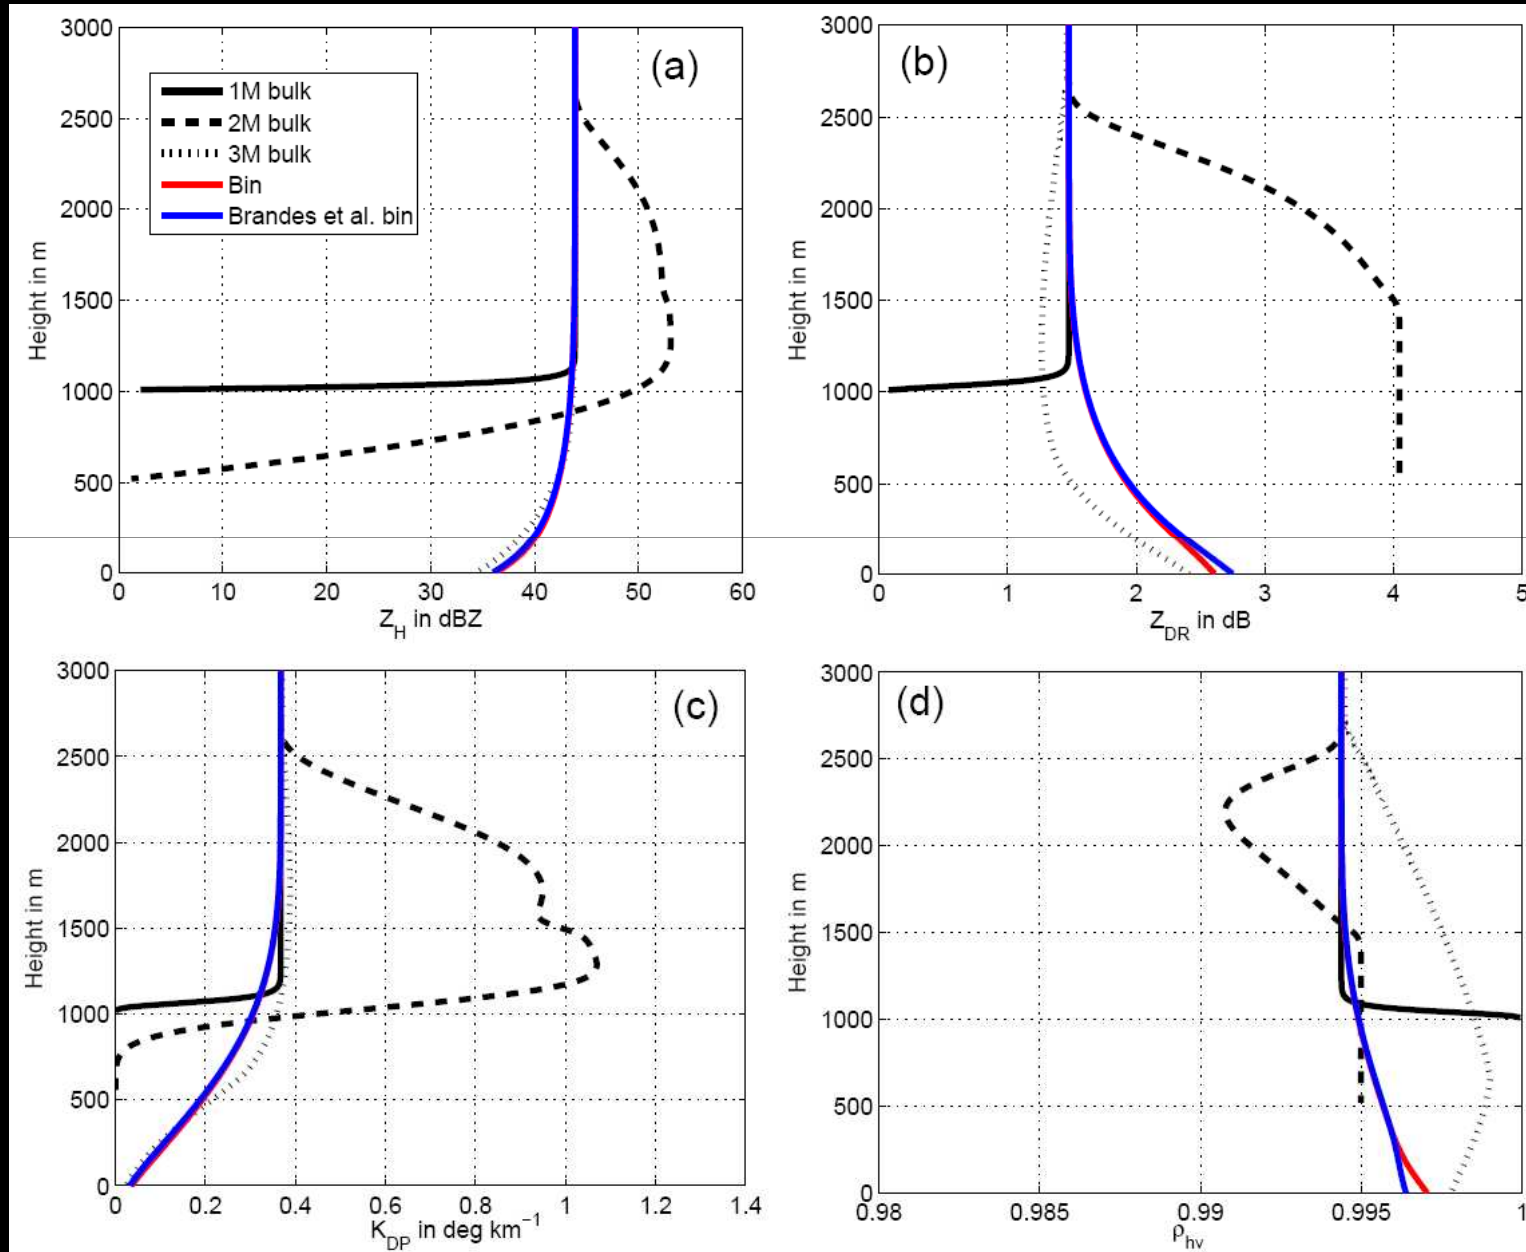 (a)
1M bulk
2M bulk
3M bulk
Bin
Brandes et al. bin
3000
2500
2000
1500
1000
500
0
Height in m
0 10 20 30 40 50 60
Z_H in dBZ
(b)
3000
2500
2000
1500
1000
500
0
Height in m
0 1 2 3 4 5
Z_DR in dB
(c)
3000
2500
2000
1500
1000
500
0
Height in m
0 0.2 0.4 0.6 0.8 1 1.2 1.4
K_DP in deg km⁻¹
(d)
3000
2500
2000
1500
1000
500
0
Height in m
0.98 0.985 0.99 0.995 1
ρ_hv